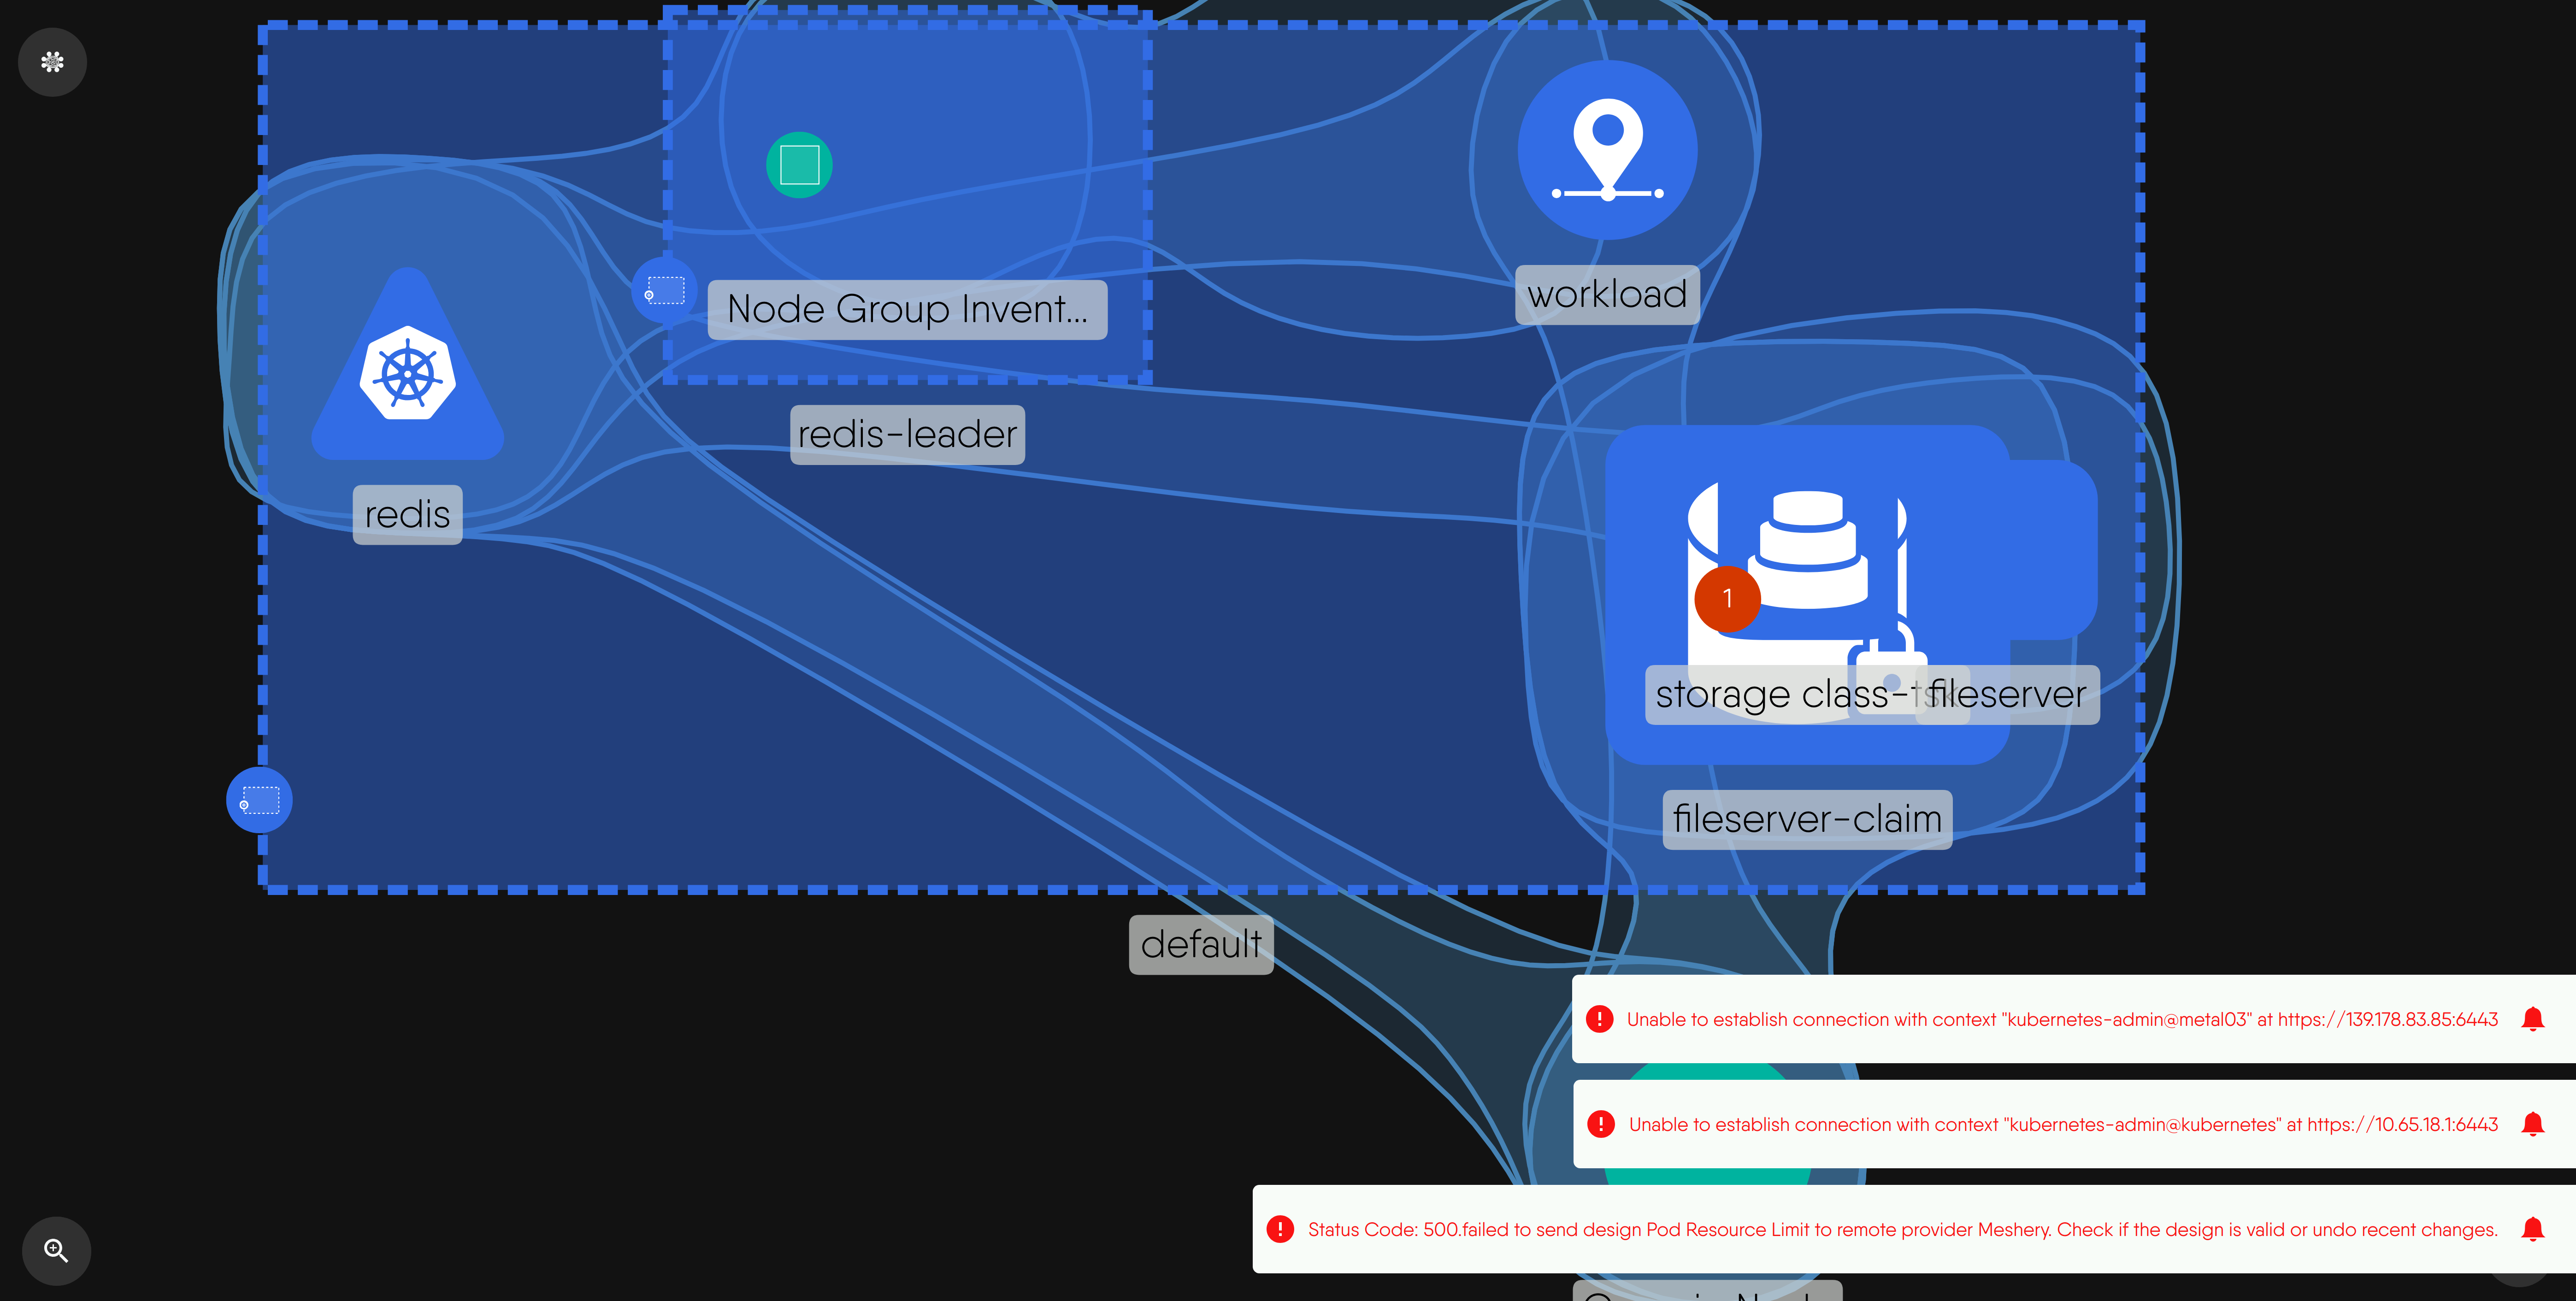 Node Group Invent...
workload
redis-leader
redis
1
storage class-
fileserver
fileserver-claim
default
Unable to establish connection with context "kubernetes-admin@metal03" at https://139.178.83.85:6443
Unable to establish connection with context "kubernetes-admin@kubernetes" at https://10.65.18.1:6443
Status Code: 500.failed to send design Pod Resource Limit to remote provider Meshery. Check if the design is valid or undo recent changes.